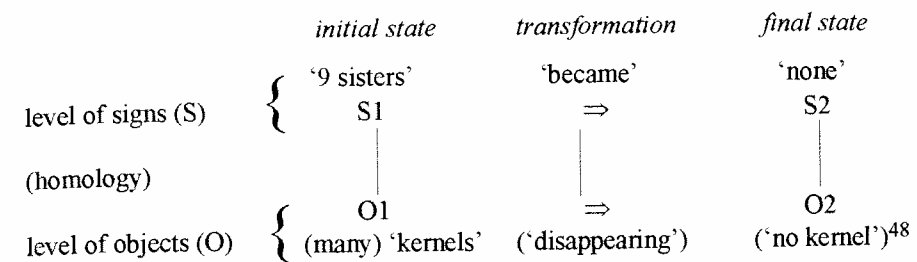 initial state transformation final state
‘9 sisters’ ‘became’ ‘none’
level of signs (S) { S1 ⇒ S2
(homology)
O1 ⇒ O2
level of objects (O) { (many) ‘kernels’ (‘disappearing’) (‘no kernel’)48